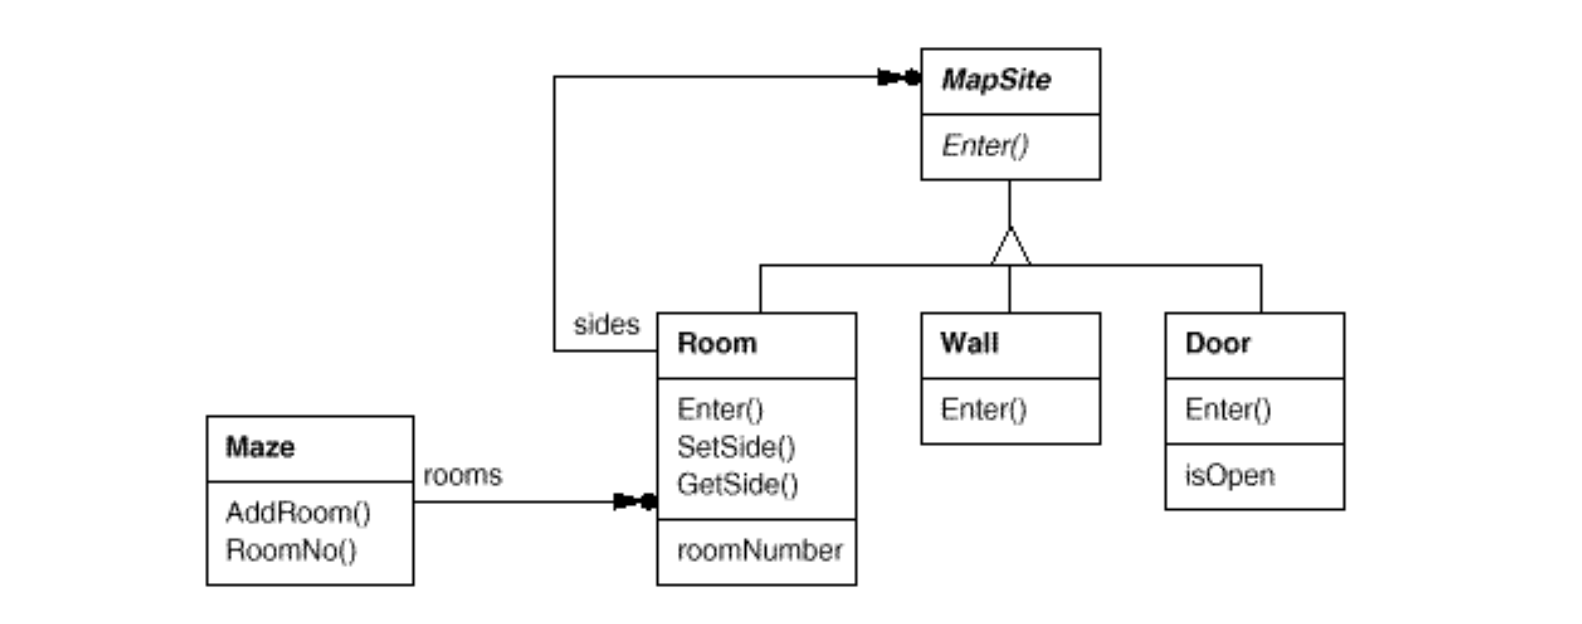 MapSite
Enter()
sides
Room
Enter()
SetSide()
GetSide()
roomNumber
Wall
Enter()
Door
Enter()
isOpen
Maze
AddRoom()
RoomNo()
rooms